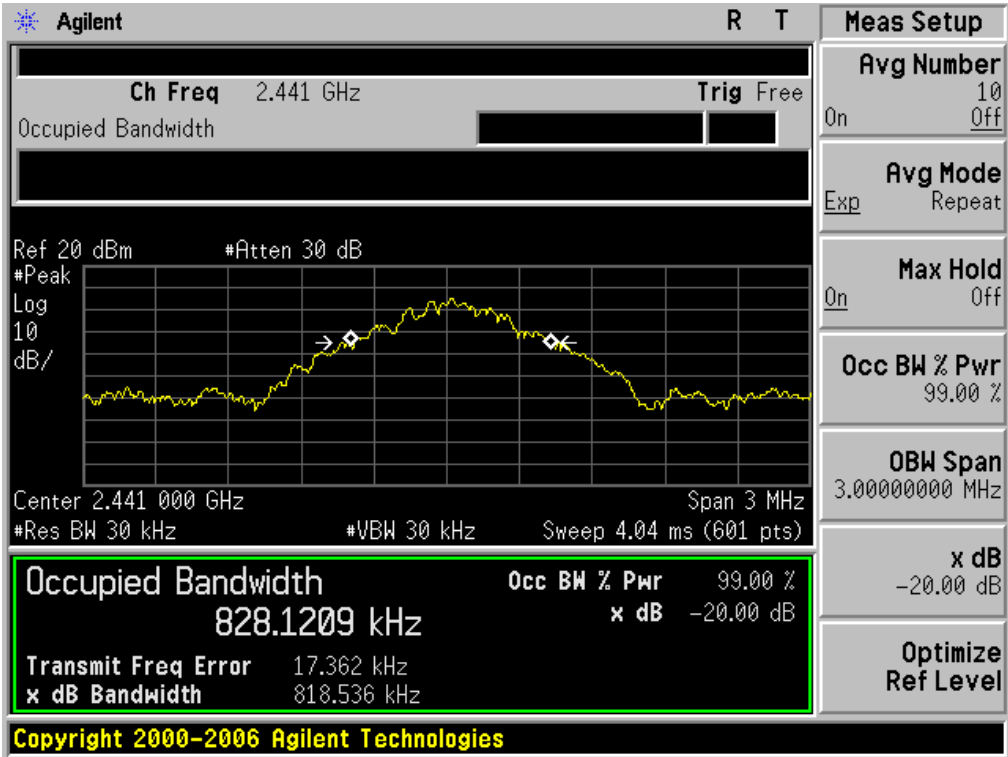 Agilent R T
Ch Freq 2.441 GHz Trig Free
Occupied Bandwidth
Ref 20 dBm #Atten 30 dB
#Peak
Log
10
dB/
Center 2.441 000 GHz Span 3 MHz
#Res BW 30 kHz #VBW 30 kHz Sweep 4.04 ms (601 pts)
Occupied Bandwidth Occ BW % Pwr 99.00 %
828.1209 kHz x dB -20.00 dB
Transmit Freq Error 17.362 kHz
x dB Bandwidth 818.536 kHz
Copyright 2000-2006 Agilent Technologies
Meas Setup
Avg Number
10
On Off
Avg Mode
Exp Repeat
Max Hold
On Off
Occ BW % Pwr
99.00 %
OBW Span
3.00000000 MHz
x dB
-20.00 dB
Optimize
Ref Level